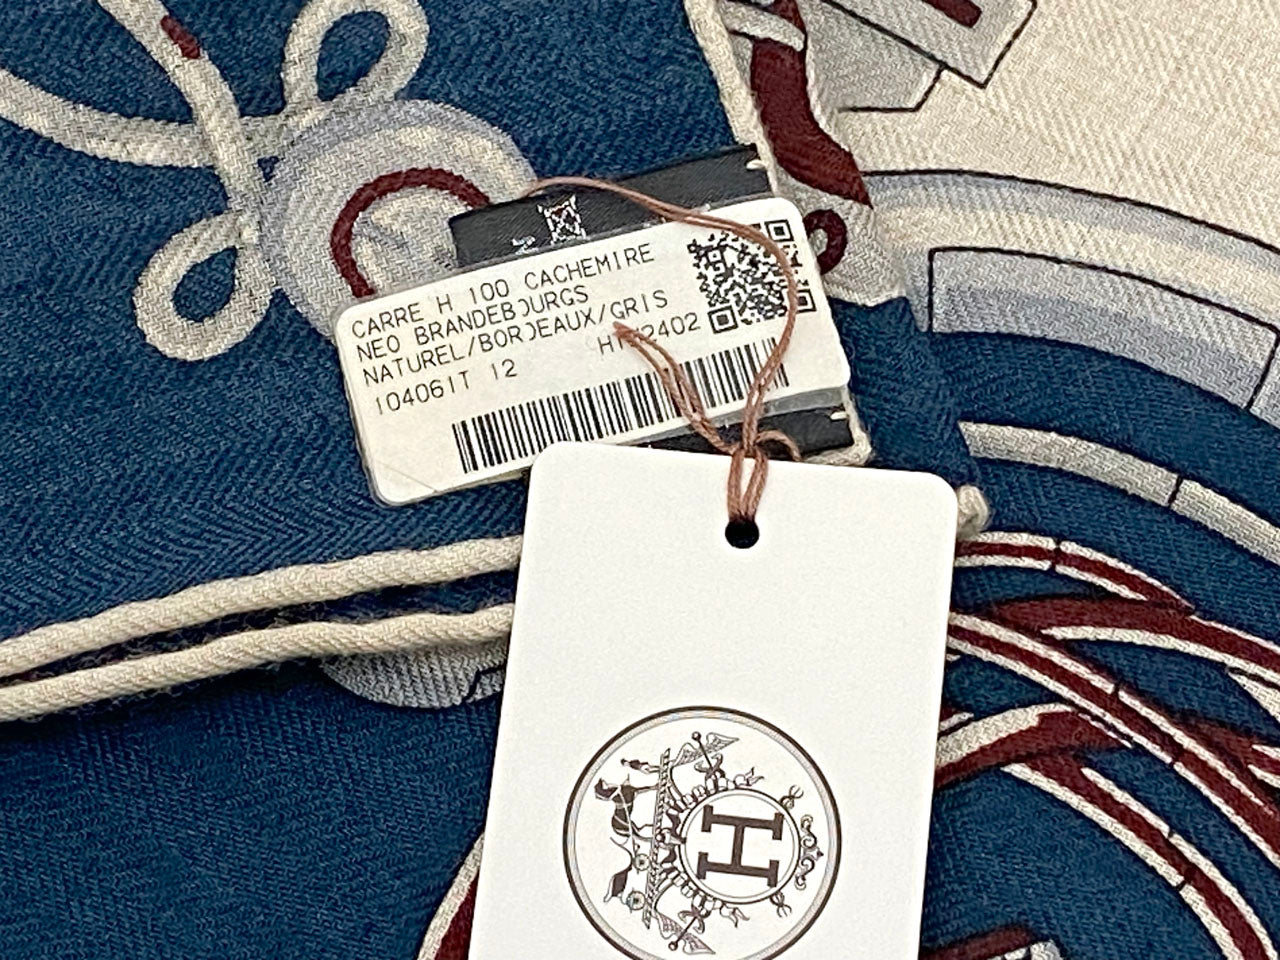 CARRE H 100 CACHEMIRE
NEO BRANDEBOURGS
NATUREL/BORDEAUX/GRIS
104061T 12
H